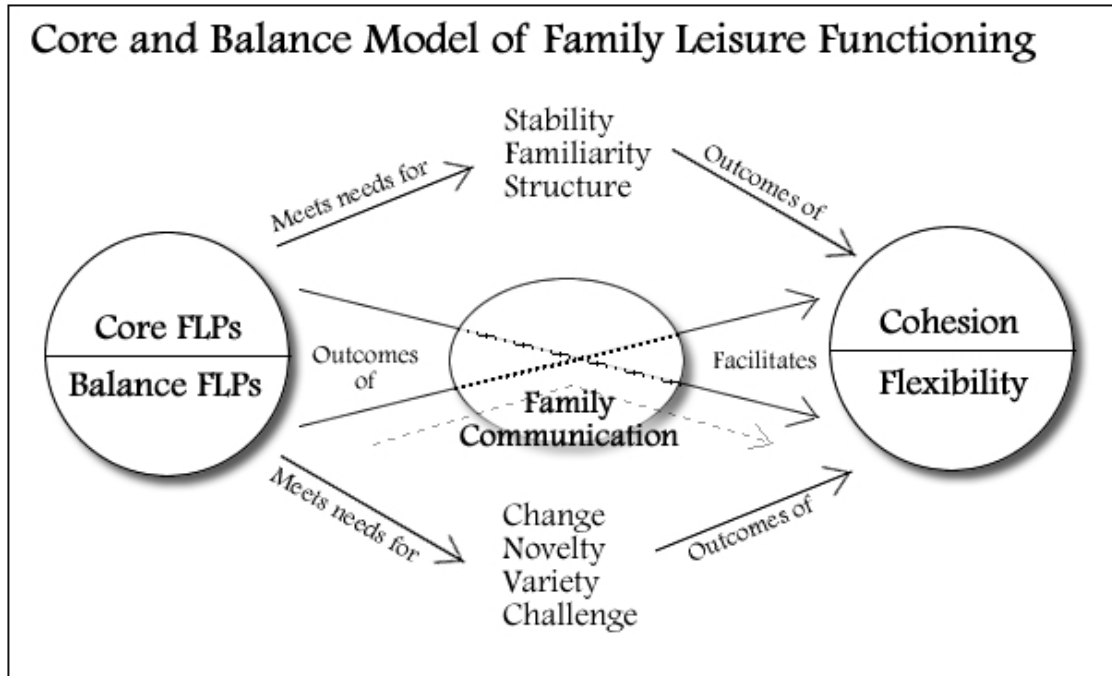 Core and Balance Model of Family Leisure Functioning
Meets needs for
Stability
Familiarity
Structure
Outcomes of
Core FLPs
Balance FLPs
Outcomes
of
Family
Communication
Facilitates
Cohesion
Flexibility
Meets needs for
Change
Novelty
Variety
Challenge
Outcomes of